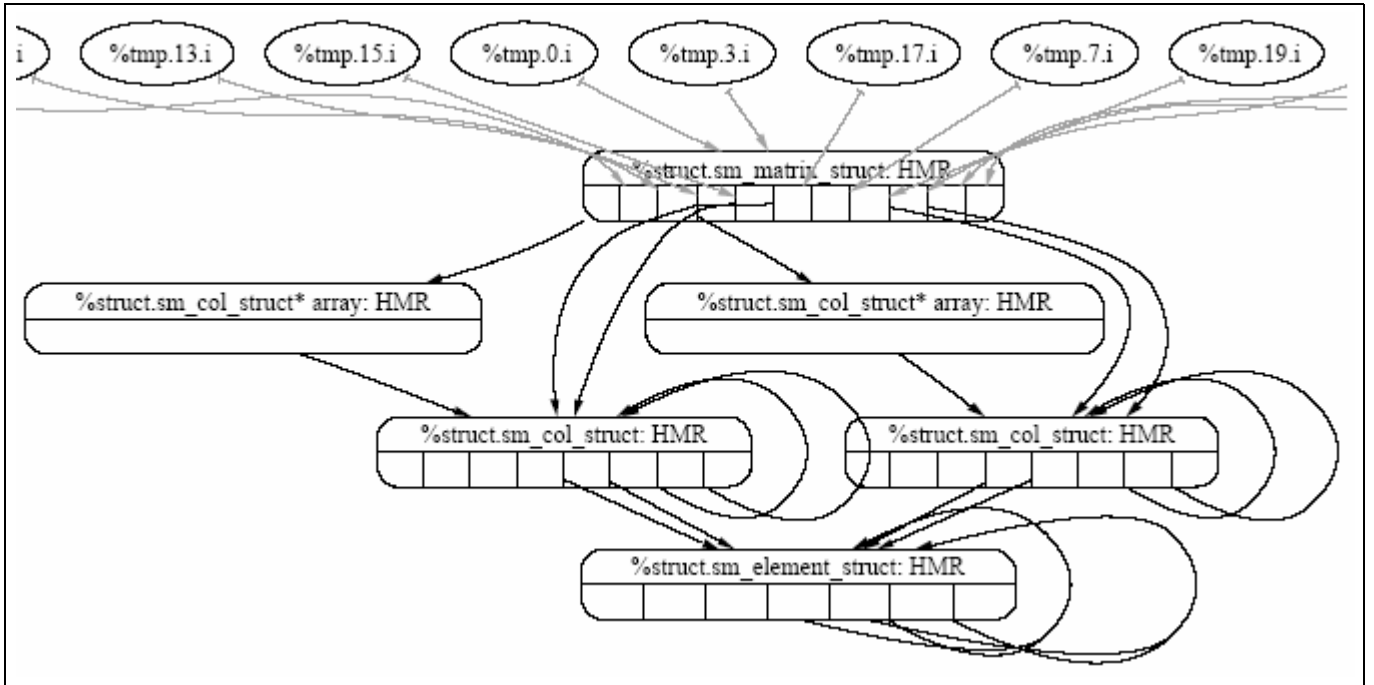 i
%tmp.13.i
%tmp.15.i
%tmp.0.i
%tmp.3.i
%tmp.17.i
%tmp.7.i
%tmp.19.i
%struct.sm_matrix_struct: HMR
%struct.sm_col_struct* array: HMR
%struct.sm_col_struct* array: HMR
%struct.sm_col_struct: HMR
%struct.sm_col_struct: HMR
%struct.sm_element_struct: HMR